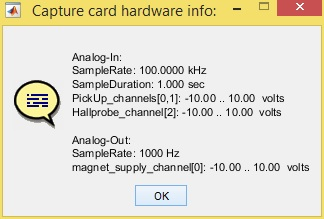 Capture card hardware info:
Analog-In:
SampleRate: 100.0000 kHz
SampleDuration: 1.000 sec
PickUp_channels[0,1]: -10.00 .. 10.00  volts
Hallprobe_channel[2]: -10.00 .. 10.00  volts
Analog-Out:
SampleRate: 1000 Hz
magnet_supply_channel[0]: -10.00 .. 10.00  volts
OK